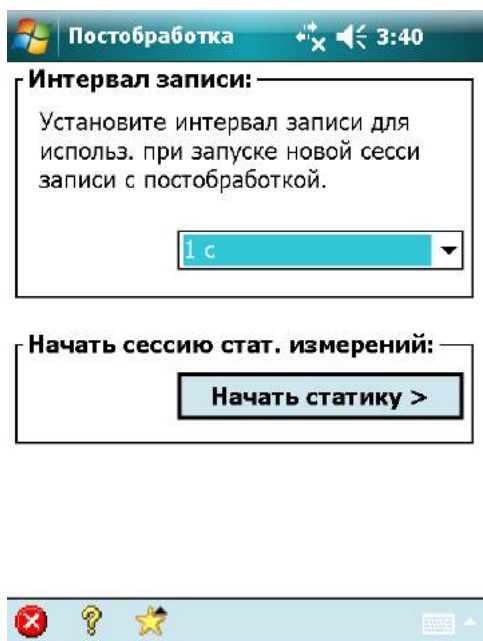 Постобработка 3:40
Интервал записи:
Установите интервал записи для
использ. при запуске новой сесси
записи с постобработкой.
1 с
Начать сессию стат. измерений:
Начать статику >